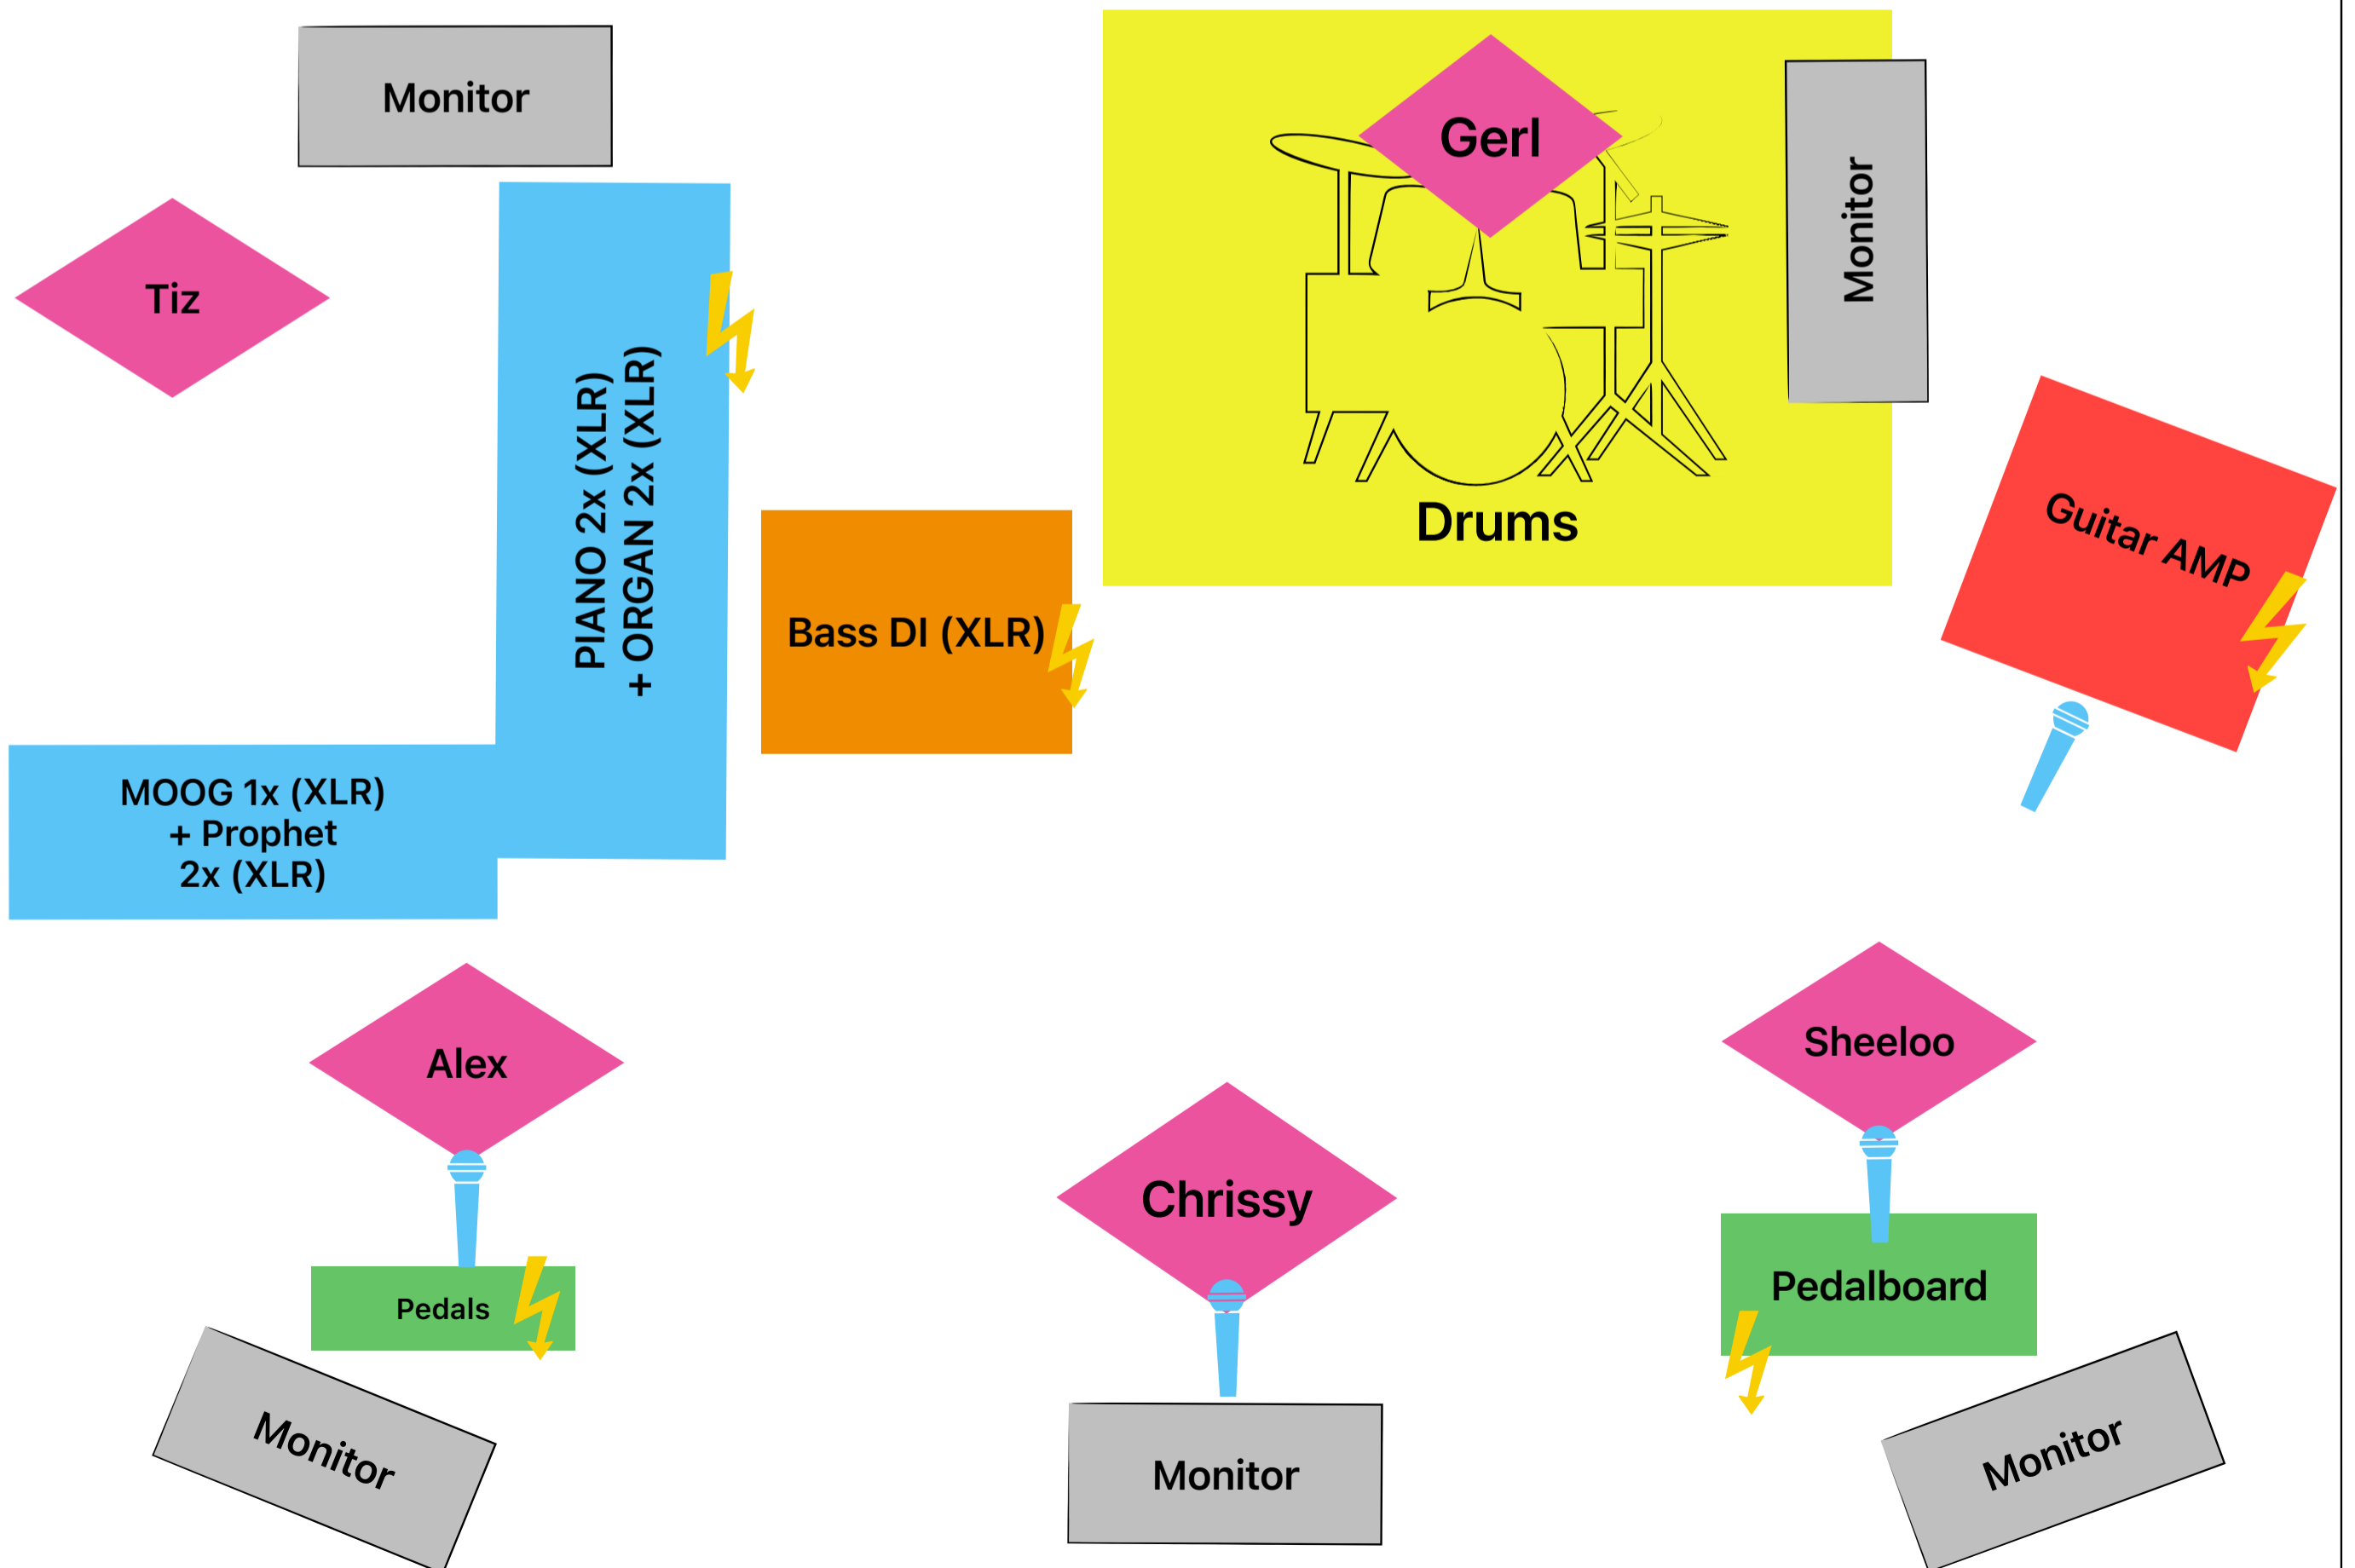 Monitor
Gerl
Monitor
Tiz
PIANO 2x (XLR)
+ ORGAN 2x (XLR)
Drums
Guitar AMP
Bass DI (XLR)
MOOG 1x (XLR)
+ Prophet
2x (XLR)
Alex
Sheeloo
Chrissy
Pedals
Pedalboard
Monitor
Monitor
Monitor